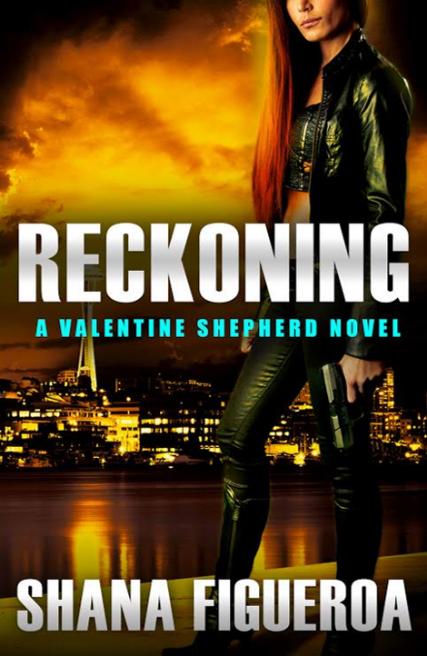 RECKONING
A VALENTINE SHEPHERD NOVEL
SHANA FIGUEROA